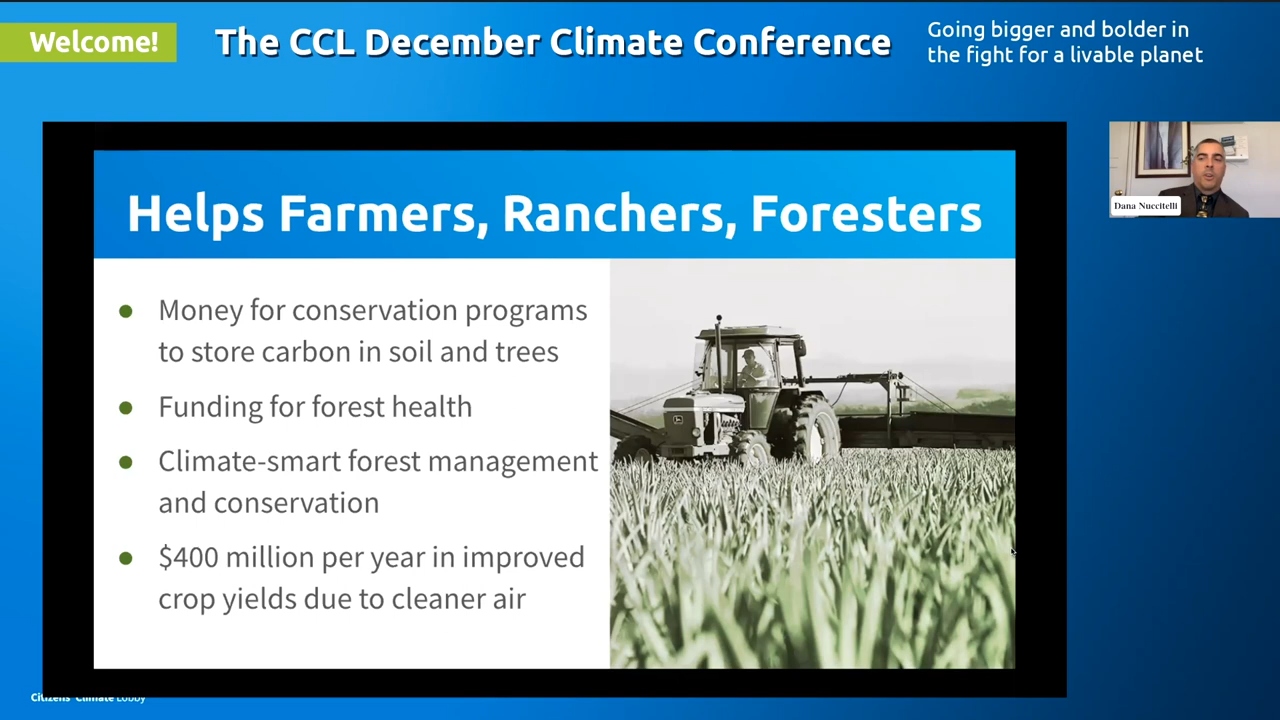 Welcome!
The CCL December Climate Conference
Going bigger and bolder in
the fight for a livable planet
Helps Farmers, Ranchers, Foresters
Money for conservation programs
to store carbon in soil and trees
Funding for forest health
Climate-smart forest management
and conservation
$400 million per year in improved
crop yields due to cleaner air
Dana Nuccitelli
Citizens' Climate Lobby